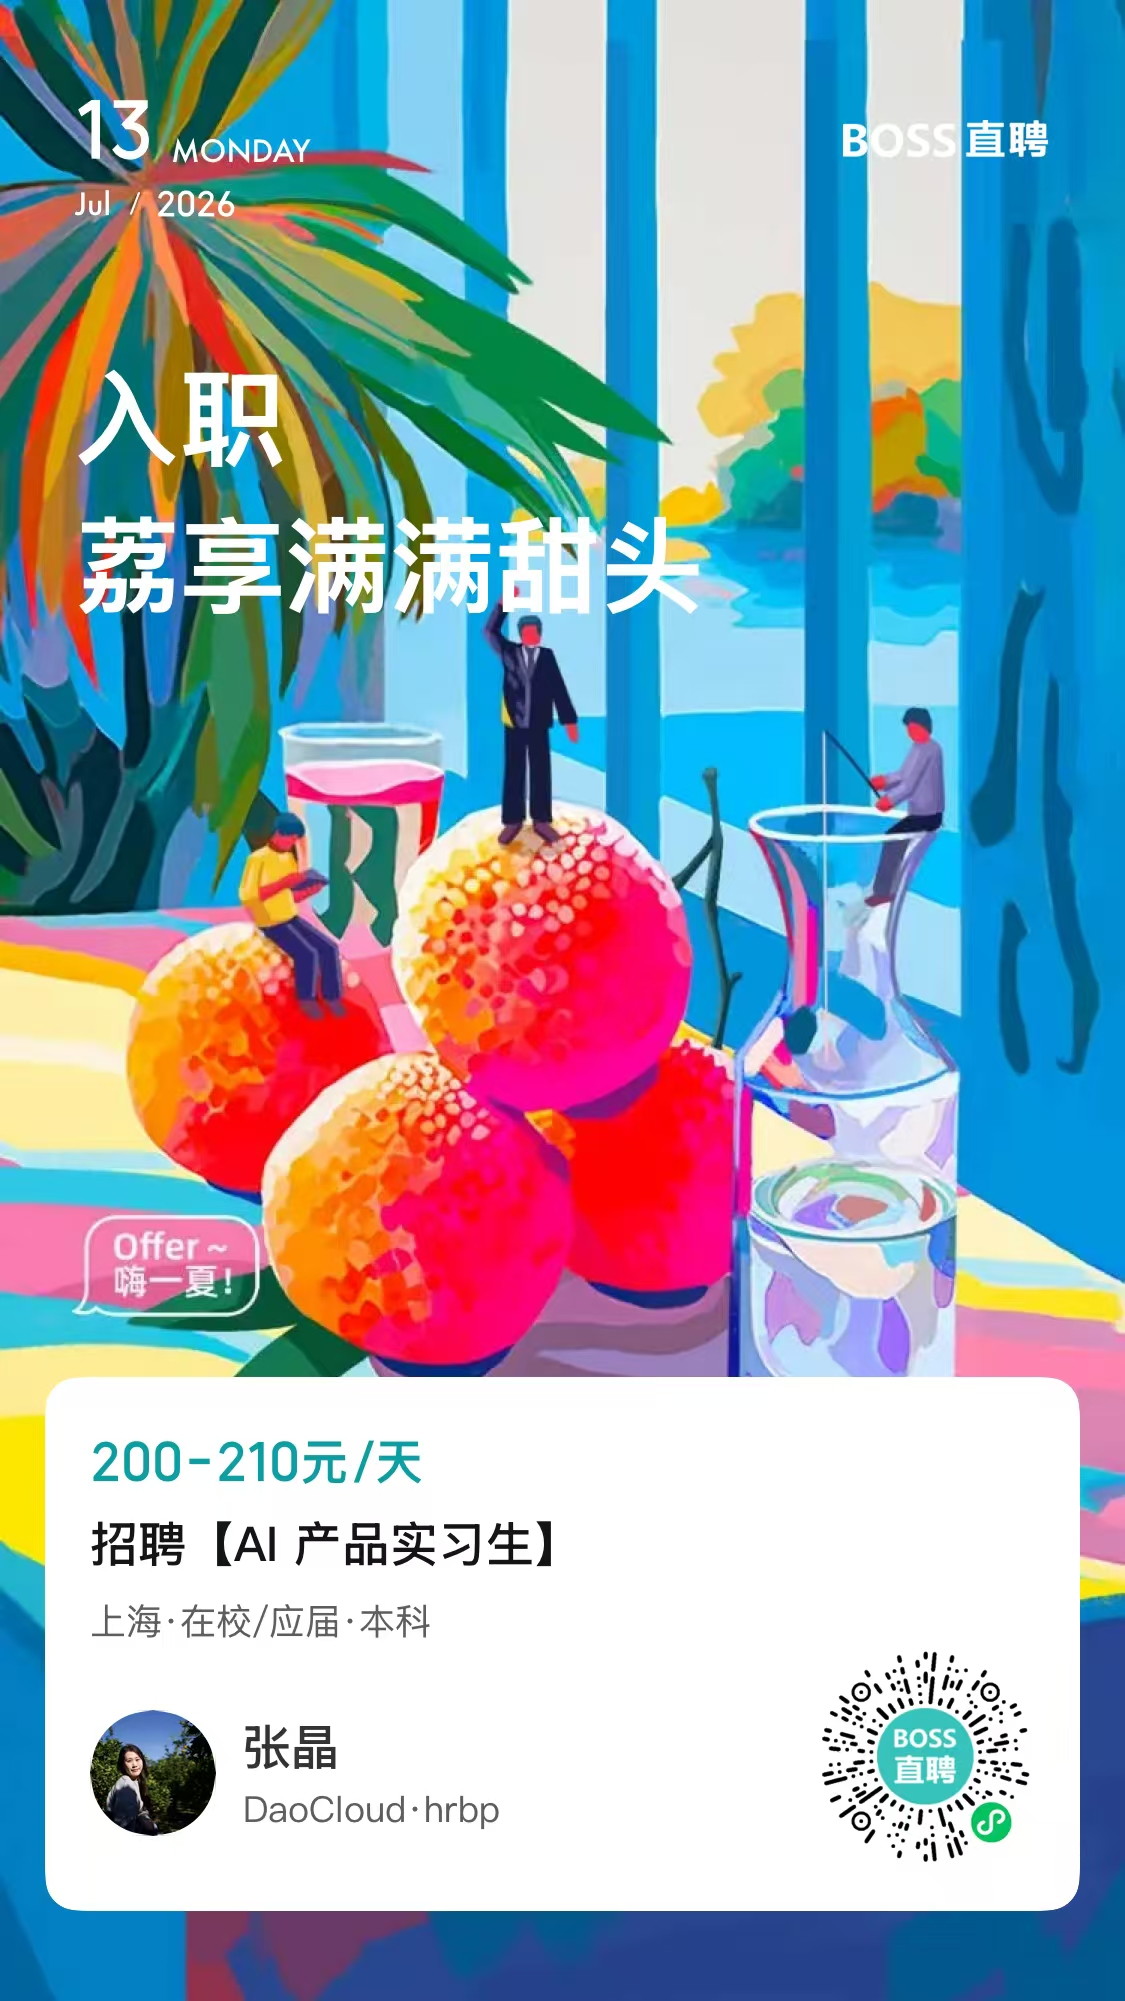 13 MONDAY
Jul / 2026
BOSS直聘
入职
荔享满满甜头
Offer~
嗨一夏!
200-210元/天
招聘【AI 产品实习生】
上海·在校/应届·本科
张晶
DaoCloud·hrbp
BOSS
直聘